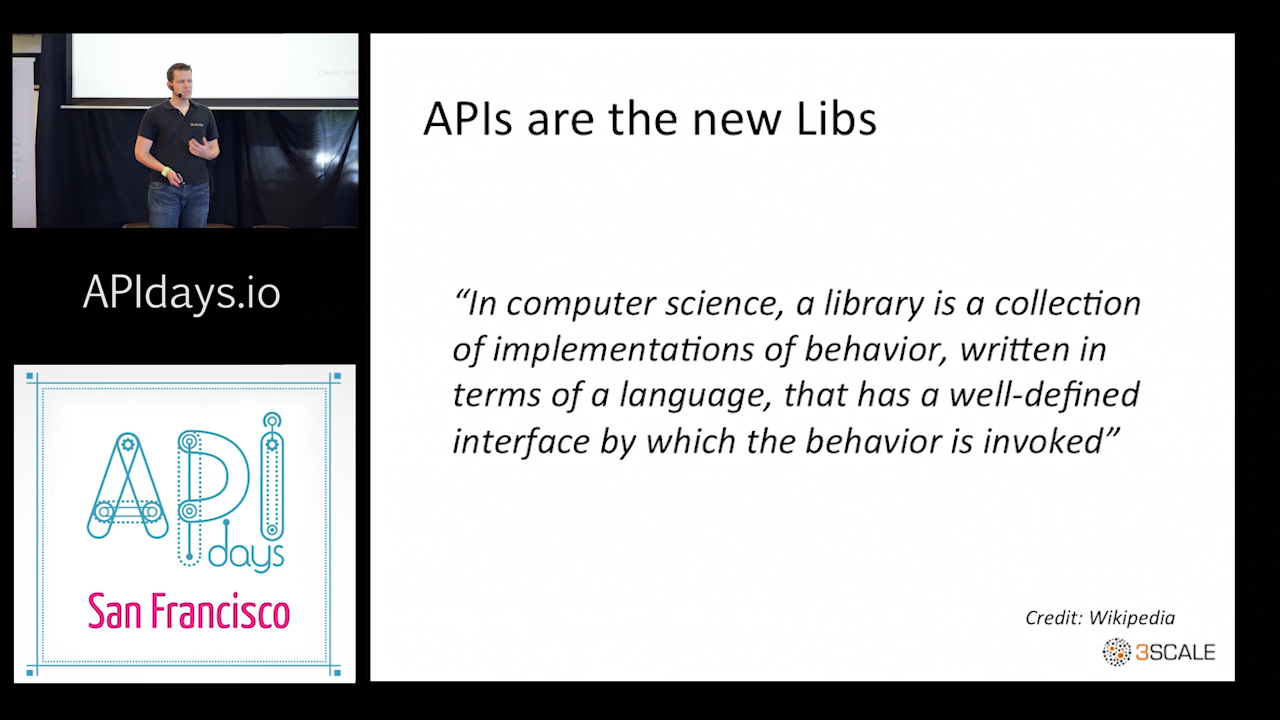 APIdays.io
API
days
San Francisco
APIs are the new Libs
“In computer science, a library is a collection
of implementations of behavior, written in
terms of a language, that has a well-defined
interface by which the behavior is invoked”
Credit: Wikipedia
3SCALE